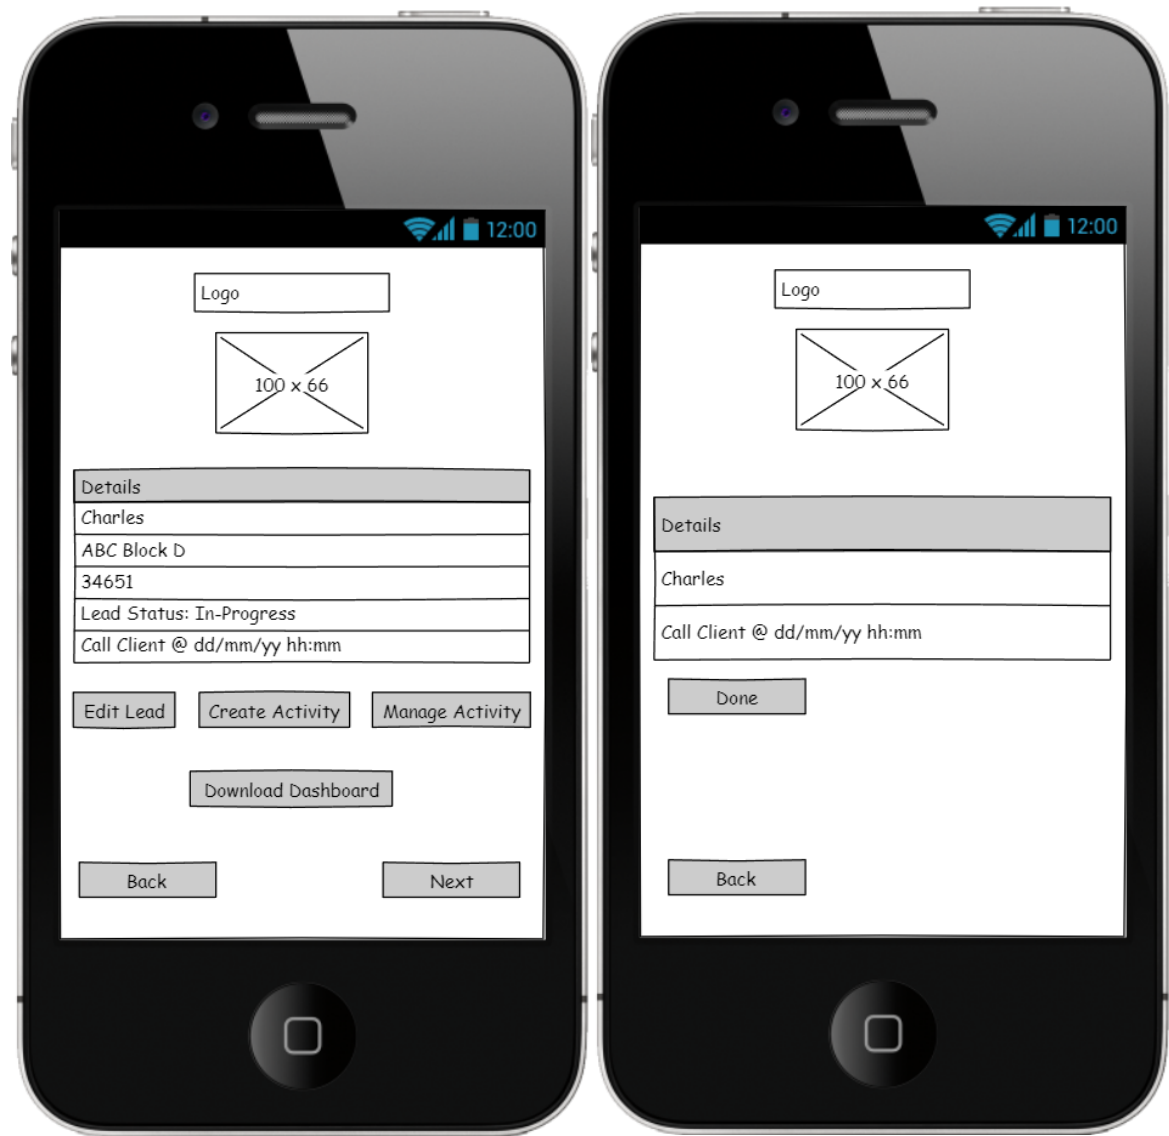 12:00
Logo
100 x 66
Details
Charles
ABC Block D
34651
Lead Status: In-Progress
Call Client @ dd/mm/yy hh:mm
Edit Lead
Create Activity
Manage Activity
Download Dashboard
Back
Next
12:00
Logo
100 x 66
Details
Charles
Call Client @ dd/mm/yy hh:mm
Done
Back